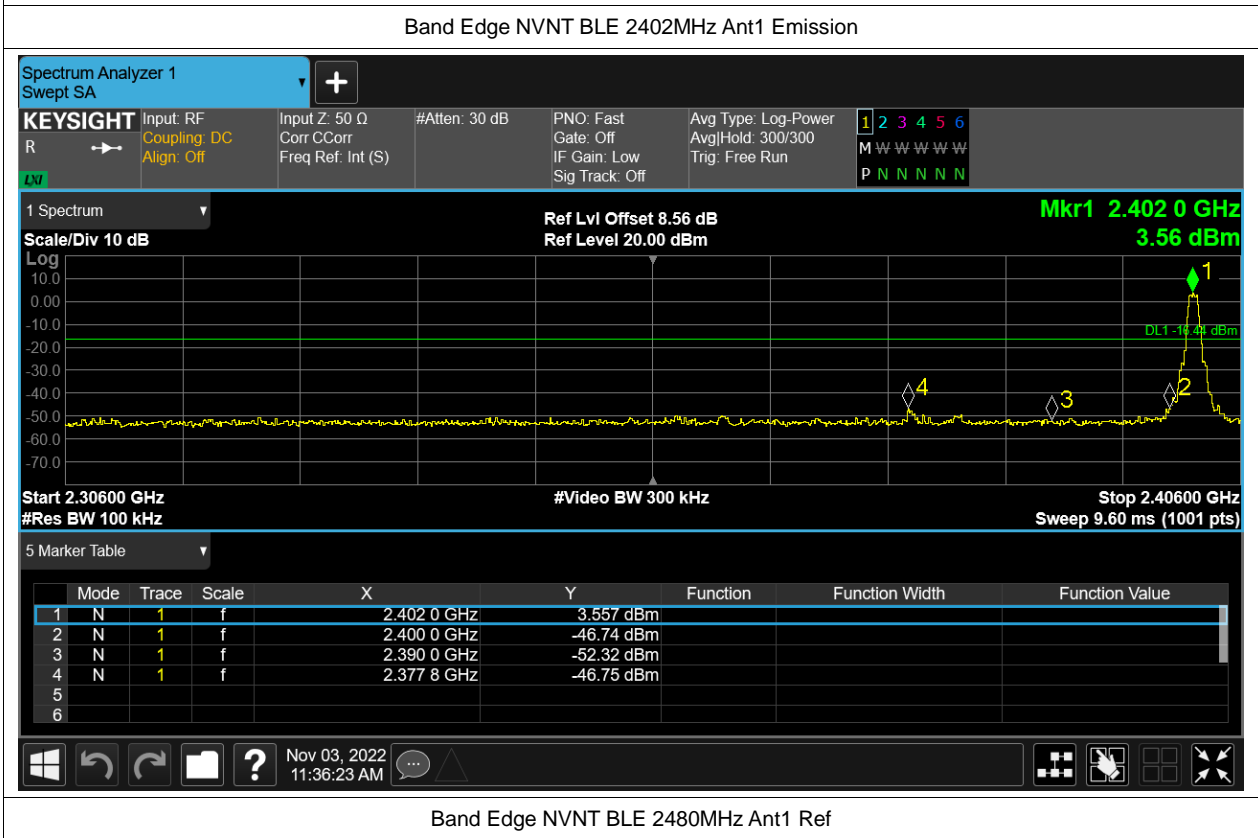 Band Edge NVNT BLE 2402MHz Ant1 Emission
Spectrum Analyzer 1
Swept SA
KEYSIGHT
R
LXI
Input: RF
Coupling: DC
Align: Off
Input Z: 50 Ω
Corr CCorr
Freq Ref: Int (S)
#Atten: 30 dB
PNO: Fast
Gate: Off
IF Gain: Low
Sig Track: Off
Avg Type: Log-Power
Avg|Hold: 300/300
Trig: Free Run
1 2 3 4 5 6
M W W W W W
P N N N N N
1 Spectrum
Scale/Div 10 dB
Ref Lvl Offset 8.56 dB
Ref Level 20.00 dBm
Mkr1 2.402 0 GHz
3.56 dBm
Log
10.0
0.00
-10.0
-20.0
-30.0
-40.0
-50.0
-60.0
-70.0
1
DL1 -16.44 dBm
4
3
2
Start 2.30600 GHz
#Video BW 300 kHz
Stop 2.40600 GHz
#Res BW 100 kHz
Sweep 9.60 ms (1001 pts)
5 Marker Table
Mode Trace Scale X Y Function Function Width Function Value
1 N 1 f 2.402 0 GHz 3.557 dBm
2 N 1 f 2.400 0 GHz -46.74 dBm
3 N 1 f 2.390 0 GHz -52.32 dBm
4 N 1 f 2.377 8 GHz -46.75 dBm
5
6
?
Nov 03, 2022
11:36:23 AM
Band Edge NVNT BLE 2480MHz Ant1 Ref